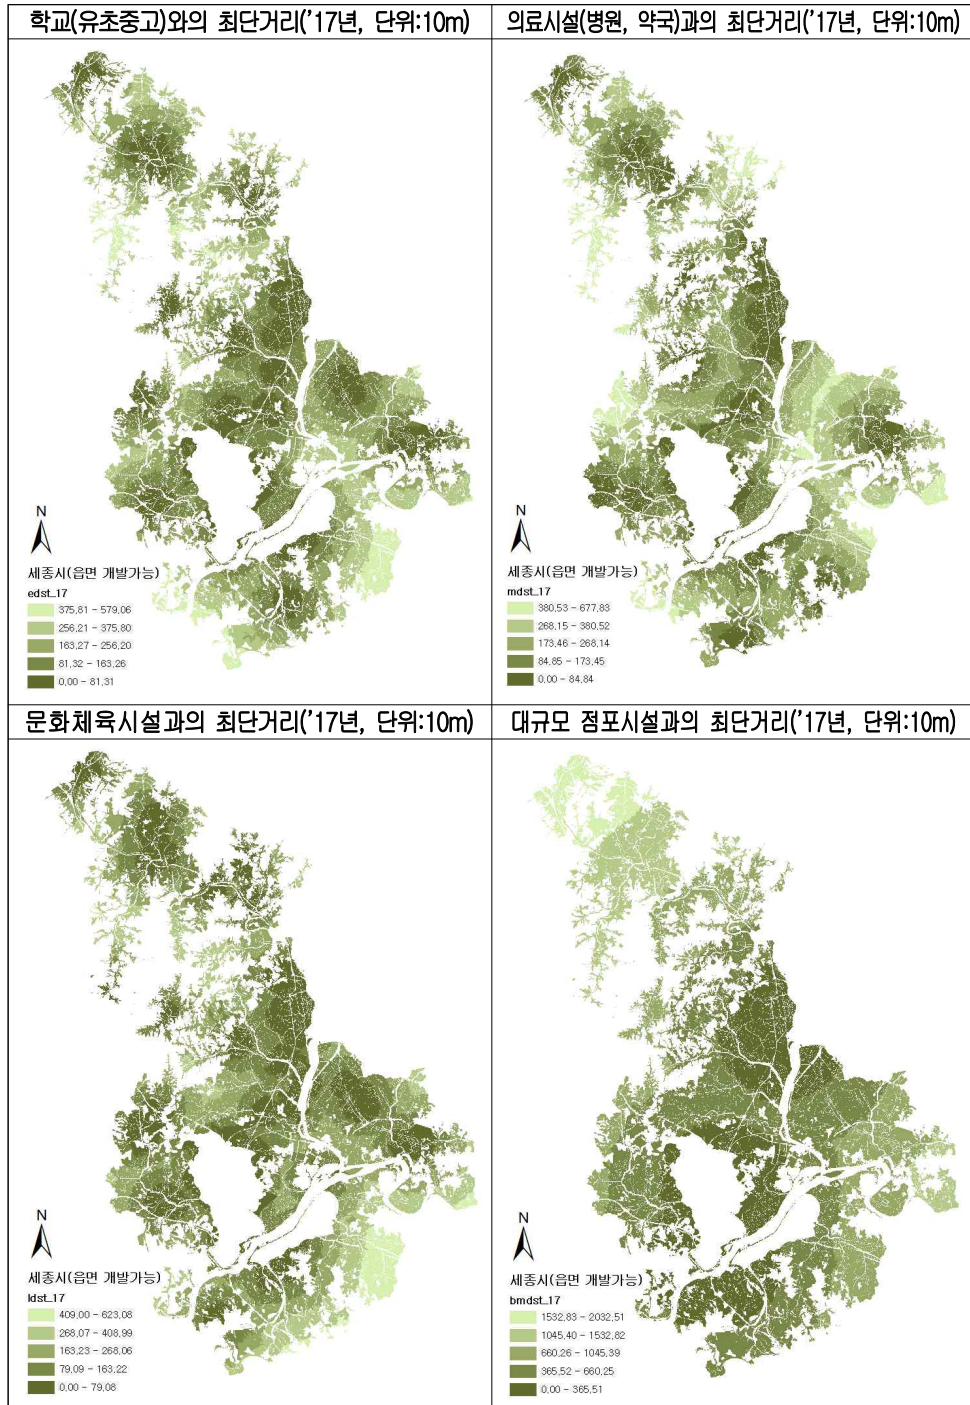 학교(유초중고)와의 최단거리('17년, 단위:10m)
의료시설(병원, 약국)과의 최단거리('17년, 단위:10m)
N
세종시(읍면 개발가능)
edst_17
375,81 - 579,06
256,21 - 375,80
163,27 - 256,20
81,32 - 163,26
0,00 - 81,31
N
세종시(읍면 개발가능)
mdst_17
380,53 - 677,83
268,15 - 380,52
173,46 - 268,14
84,85 - 173,45
0,00 - 84,84
문화체육시설과의 최단거리('17년, 단위:10m)
대규모 점포시설과의 최단거리('17년, 단위:10m)
N
세종시(읍면 개발가능)
ldst_17
409,00 - 623,08
268,07 - 408,99
163,23 - 268,06
79,09 - 163,22
0,00 - 79,08
N
세종시(읍면 개발가능)
bmdst_17
1532,83 - 2032,51
1045,40 - 1532,82
660,26 - 1045,39
365,52 - 660,25
0,00 - 365,51